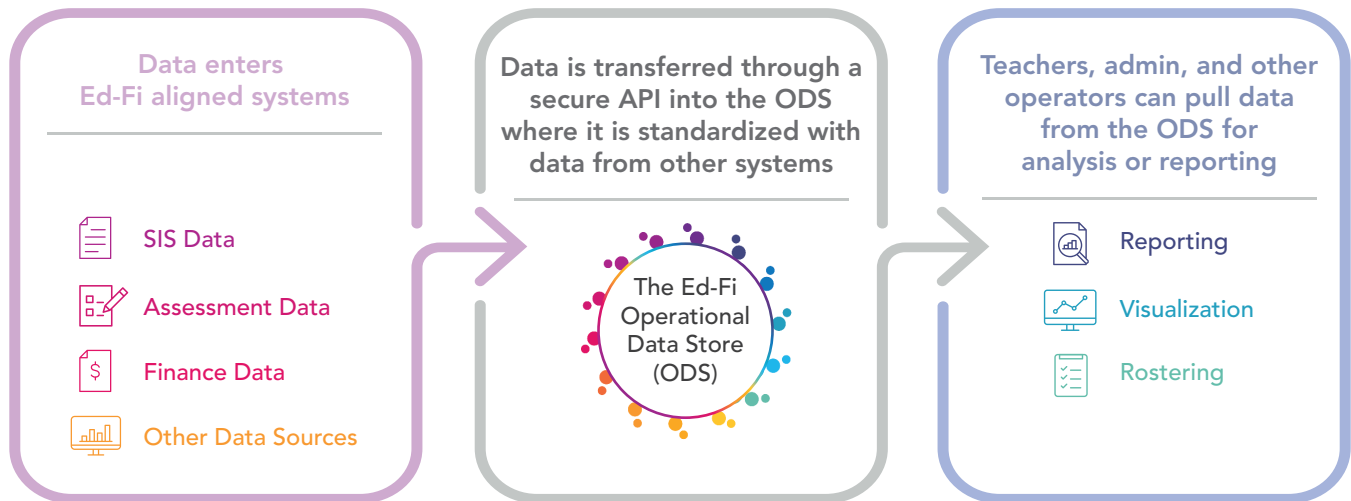 Data enters
Ed-Fi aligned systems
SIS Data
Assessment Data
$
Finance Data
Other Data Sources
Data is transferred through a
secure API into the ODS
where it is standardized with
data from other systems
The Ed-Fi
Operational
Data Store
(ODS)
Teachers, admin, and other
operators can pull data
from the ODS for
analysis or reporting
Reporting
Visualization
Rostering